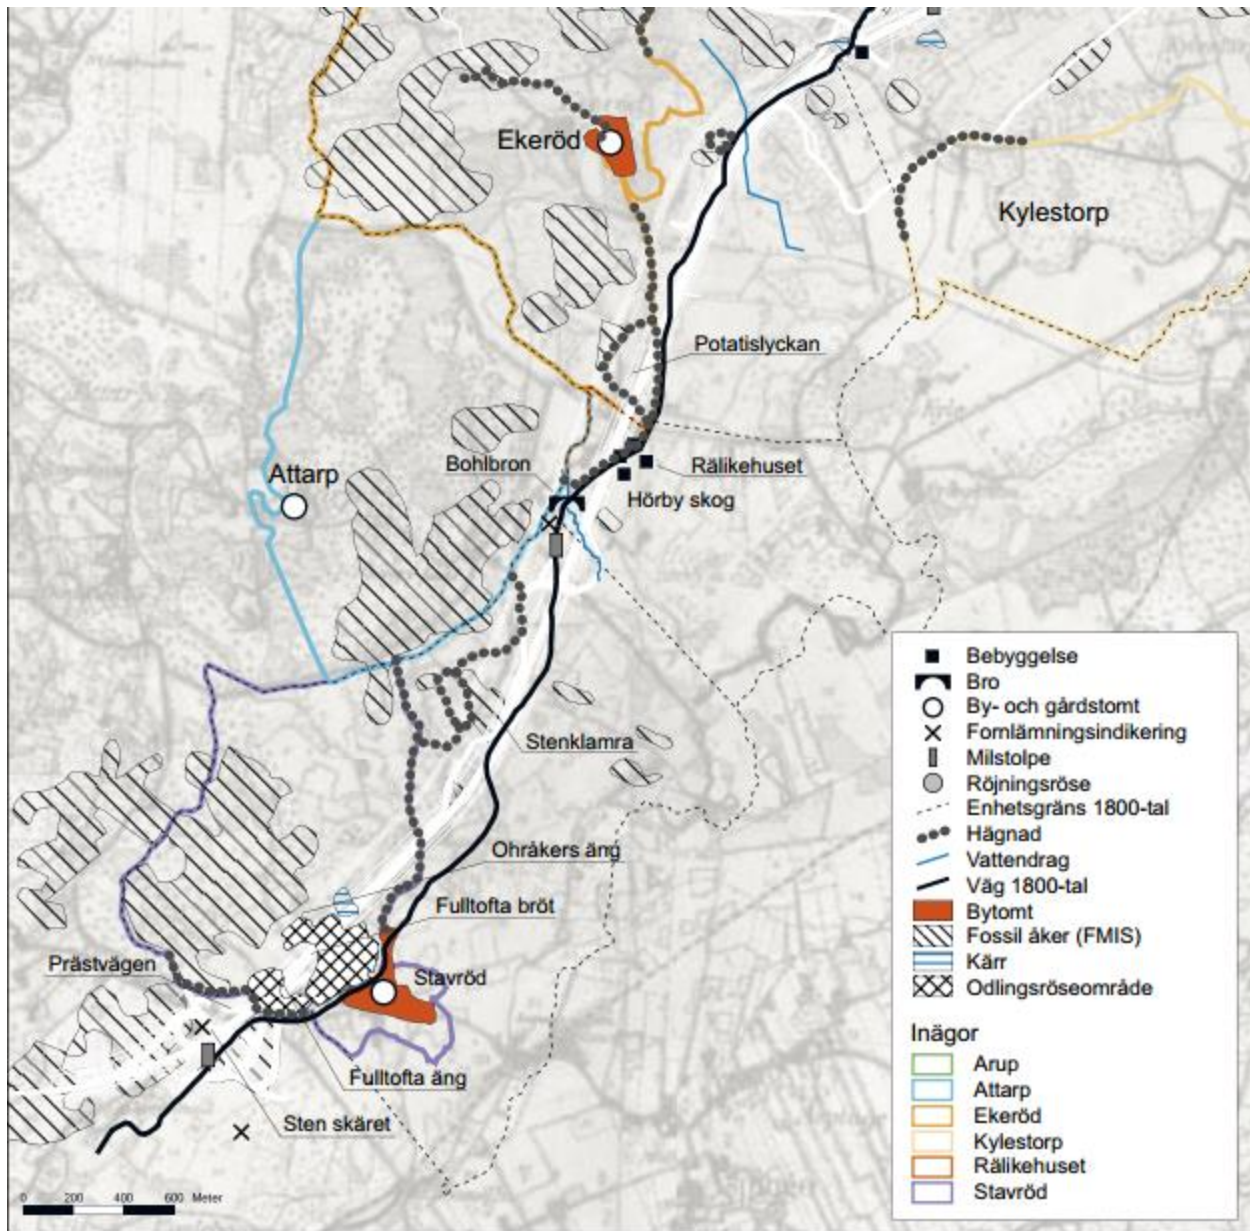 Ekeröd
Kylestorp
Potatislyckan
Attarp
Bohlbron
Rälikehuset
Hörby skog
Stenklamra
Ohråkers äng
Fulltofta bröt
Prästvägen
Stavröd
Fulltofta äng
Sten skäret
0 200 400 600 Meter
Bebyggelse
Bro
By- och gårdstomt
Fornlämningsindikering
Milstolpe
Röjningsröse
Enhetsgräns 1800-tal
Hägnad
Vattendrag
Väg 1800-tal
Bytomt
Fossil åker (FMIS)
Kärr
Odlingsröseområde
Inägor
Arup
Attarp
Ekeröd
Kylestorp
Rälikehuset
Stavröd